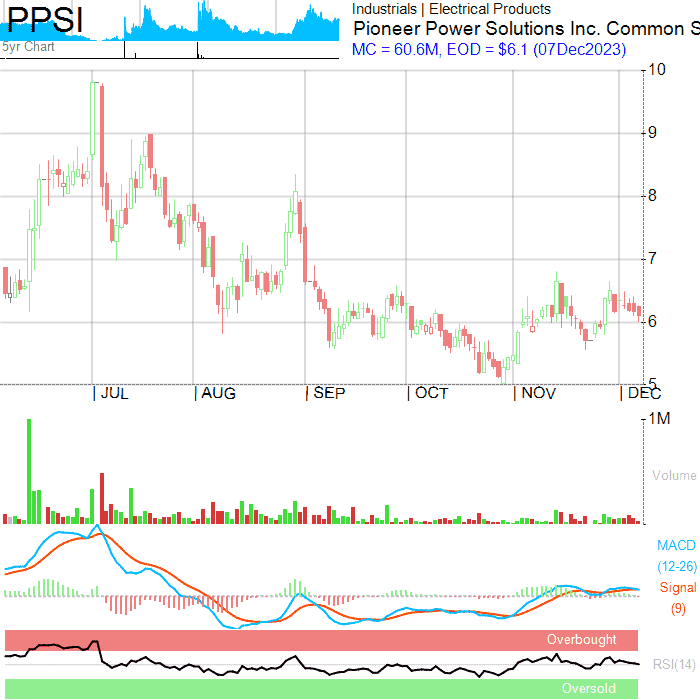 PPSI
5yr Chart
Industrials | Electrical Products
Pioneer Power Solutions Inc. Common S
MC = 60.6M, EOD = $6.1 (07Dec2023)
10
9
8
7
6
5
| JUL | AUG | SEP | OCT | NOV | DEC
1M
Volume
MACD
(12-26)
Signal
(9)
Overbought
RSI(14)
Oversold